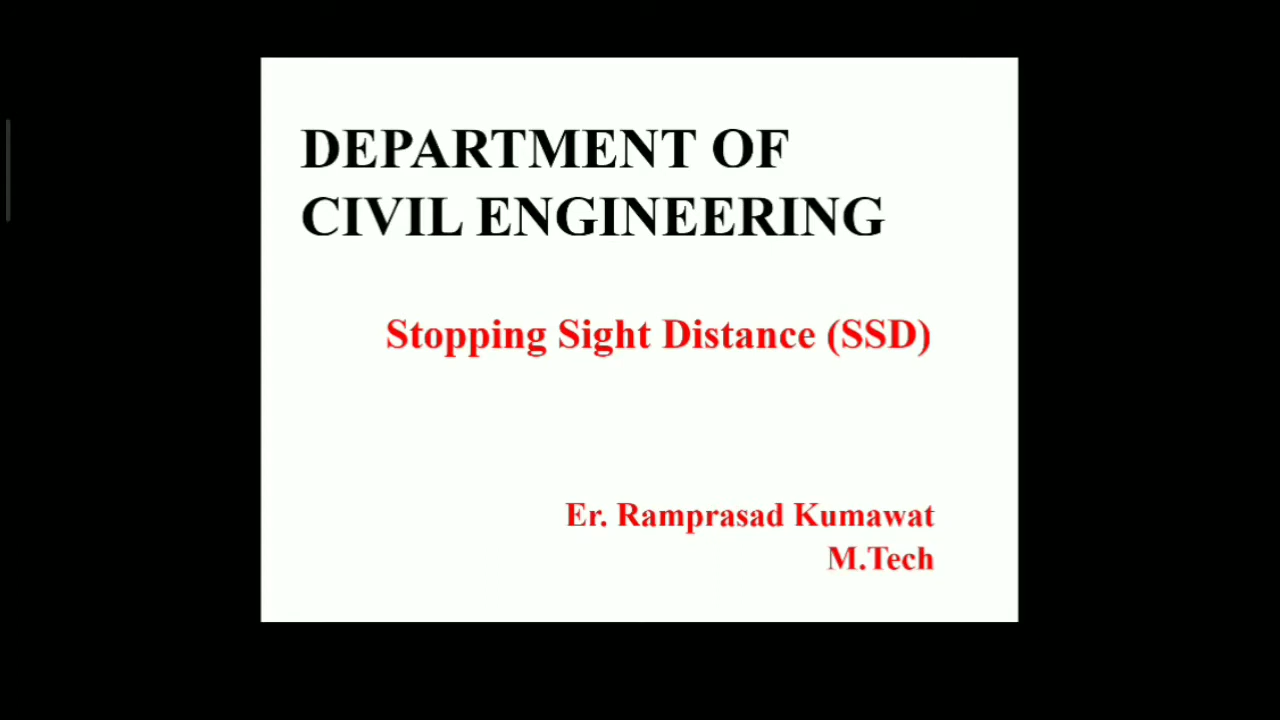 DEPARTMENT OF
CIVIL ENGINEERING
Stopping Sight Distance (SSD)
Er. Ramprasad Kumawat
M.Tech